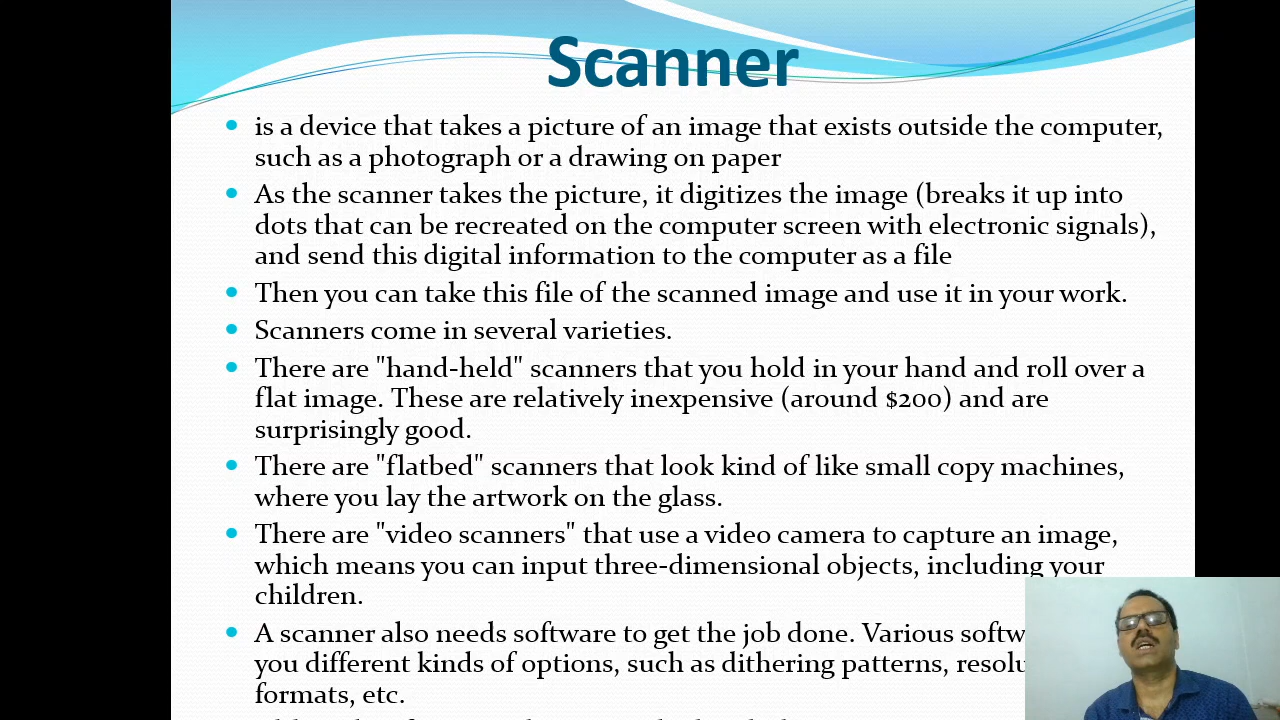 Scanner
is a device that takes a picture of an image that exists outside the computer,
such as a photograph or a drawing on paper
As the scanner takes the picture, it digitizes the image (breaks it up into
dots that can be recreated on the computer screen with electronic signals),
and send this digital information to the computer as a file
Then you can take this file of the scanned image and use it in your work.
Scanners come in several varieties.
There are "hand-held" scanners that you hold in your hand and roll over a
flat image. These are relatively inexpensive (around $200) and are
surprisingly good.
There are "flatbed" scanners that look kind of like small copy machines,
where you lay the artwork on the glass.
There are "video scanners" that use a video camera to capture an image,
which means you can input three-dimensional objects, including your
children.
A scanner also needs software to get the job done. Various
you different kinds of options, such as dithering patterns,
formats, etc.